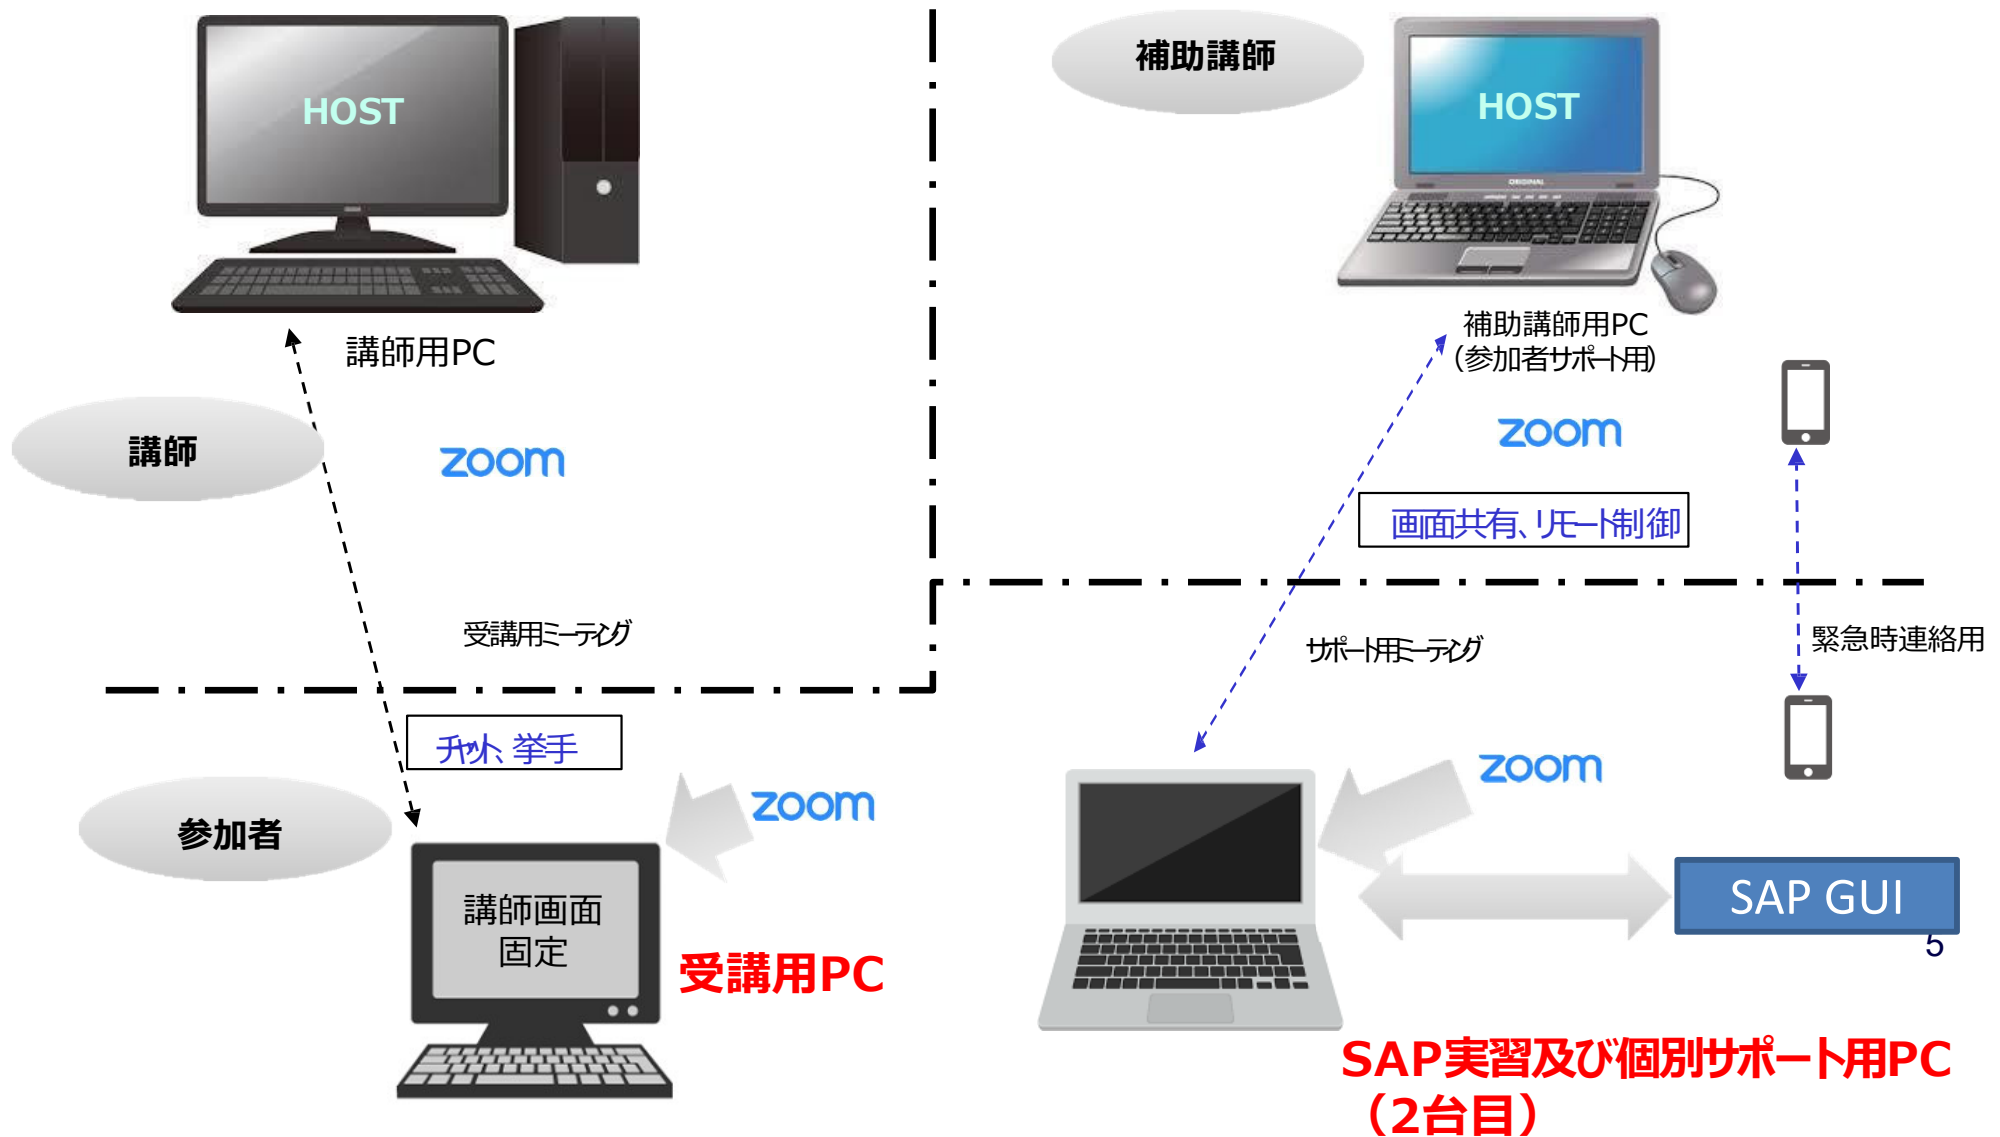 HOST
補助講師
HOST
講師用PC
補助講師用PC
（参加者サポート用）
講師
zoom
zoom
画面共有、リモート制御
受講用ミーティング
サポート用ミーティング
緊急時連絡用
チャット、挙手
zoom
zoom
参加者
講師画面
固定
受講用PC
SAP GUI
5
SAP実習及び個別サポート用PC
（2台目）